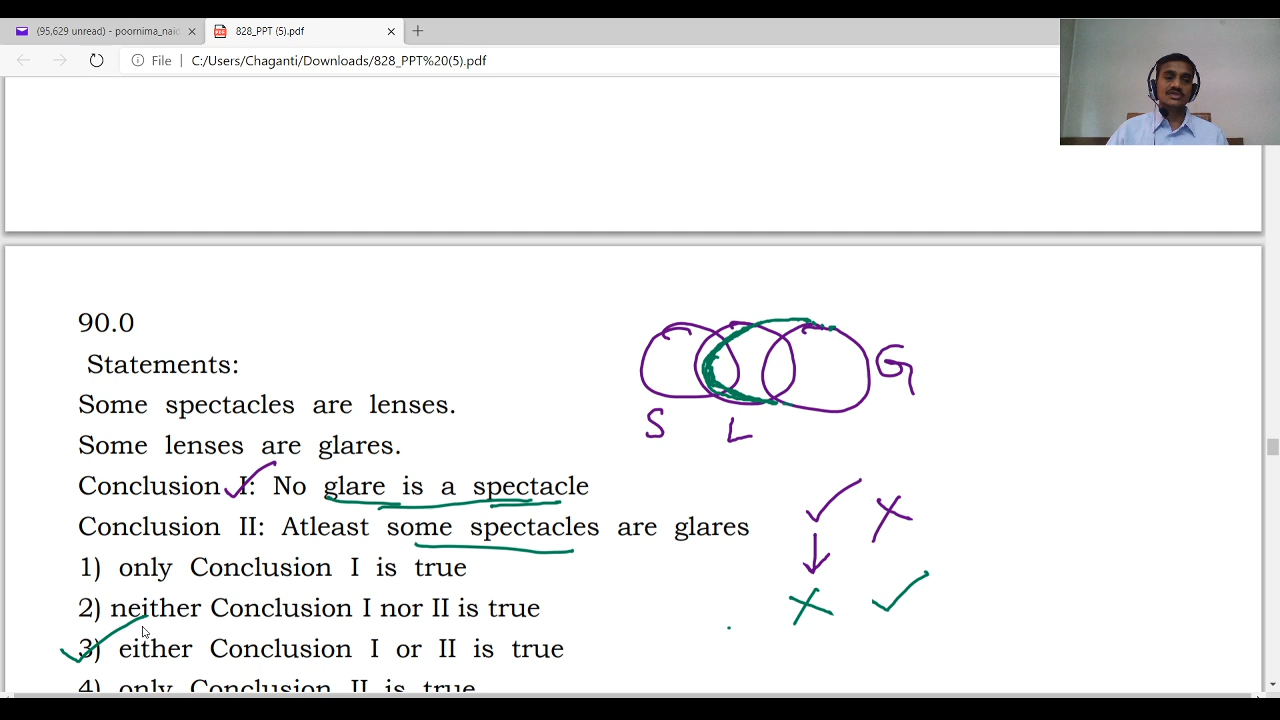 (95,629 unread) - poornima_naid
828_PPT (5).pdf
File | C:/Users/Chaganti/Downloads/828_PPT%20(5).pdf
90.0
Statements:
Some spectacles are lenses.
Some lenses are glares.
Conclusion I: No glare is a spectacle
Conclusion II: Atleast some spectacles are glares
1) only Conclusion I is true
2) neither Conclusion I nor II is true
3) either Conclusion I or II is true
4) only Conclusion II is true
S
L
G